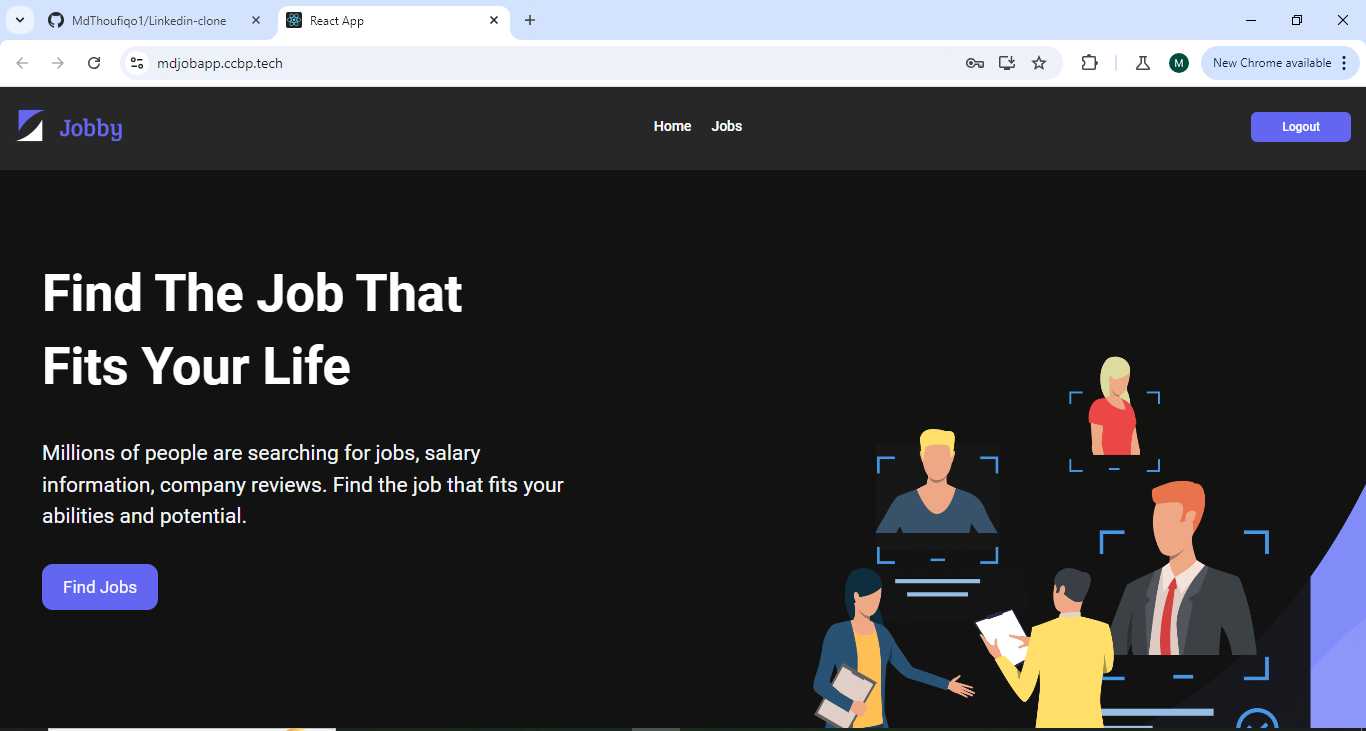 MdThoufiqo1/Linkedin-clone
React App
mdjobapp.ccbp.tech
M
New Chrome available
Jobby
Home
Jobs
Logout
Find The Job That
Fits Your Life
Millions of people are searching for jobs, salary
information, company reviews. Find the job that fits your
abilities and potential.
Find Jobs